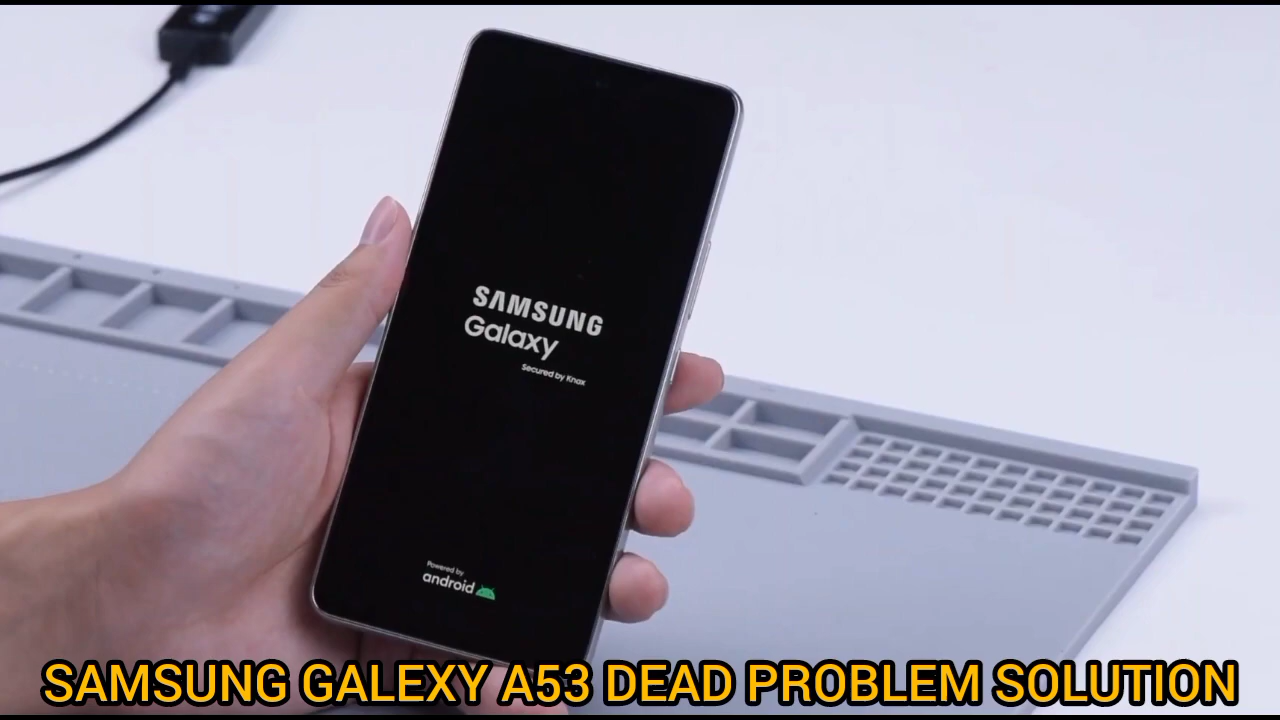 SAMSUNG
Galaxy
Secured by Knox
Powered by
android
SAMSUNG GALEXY A53 DEAD PROBLEM SOLUTION